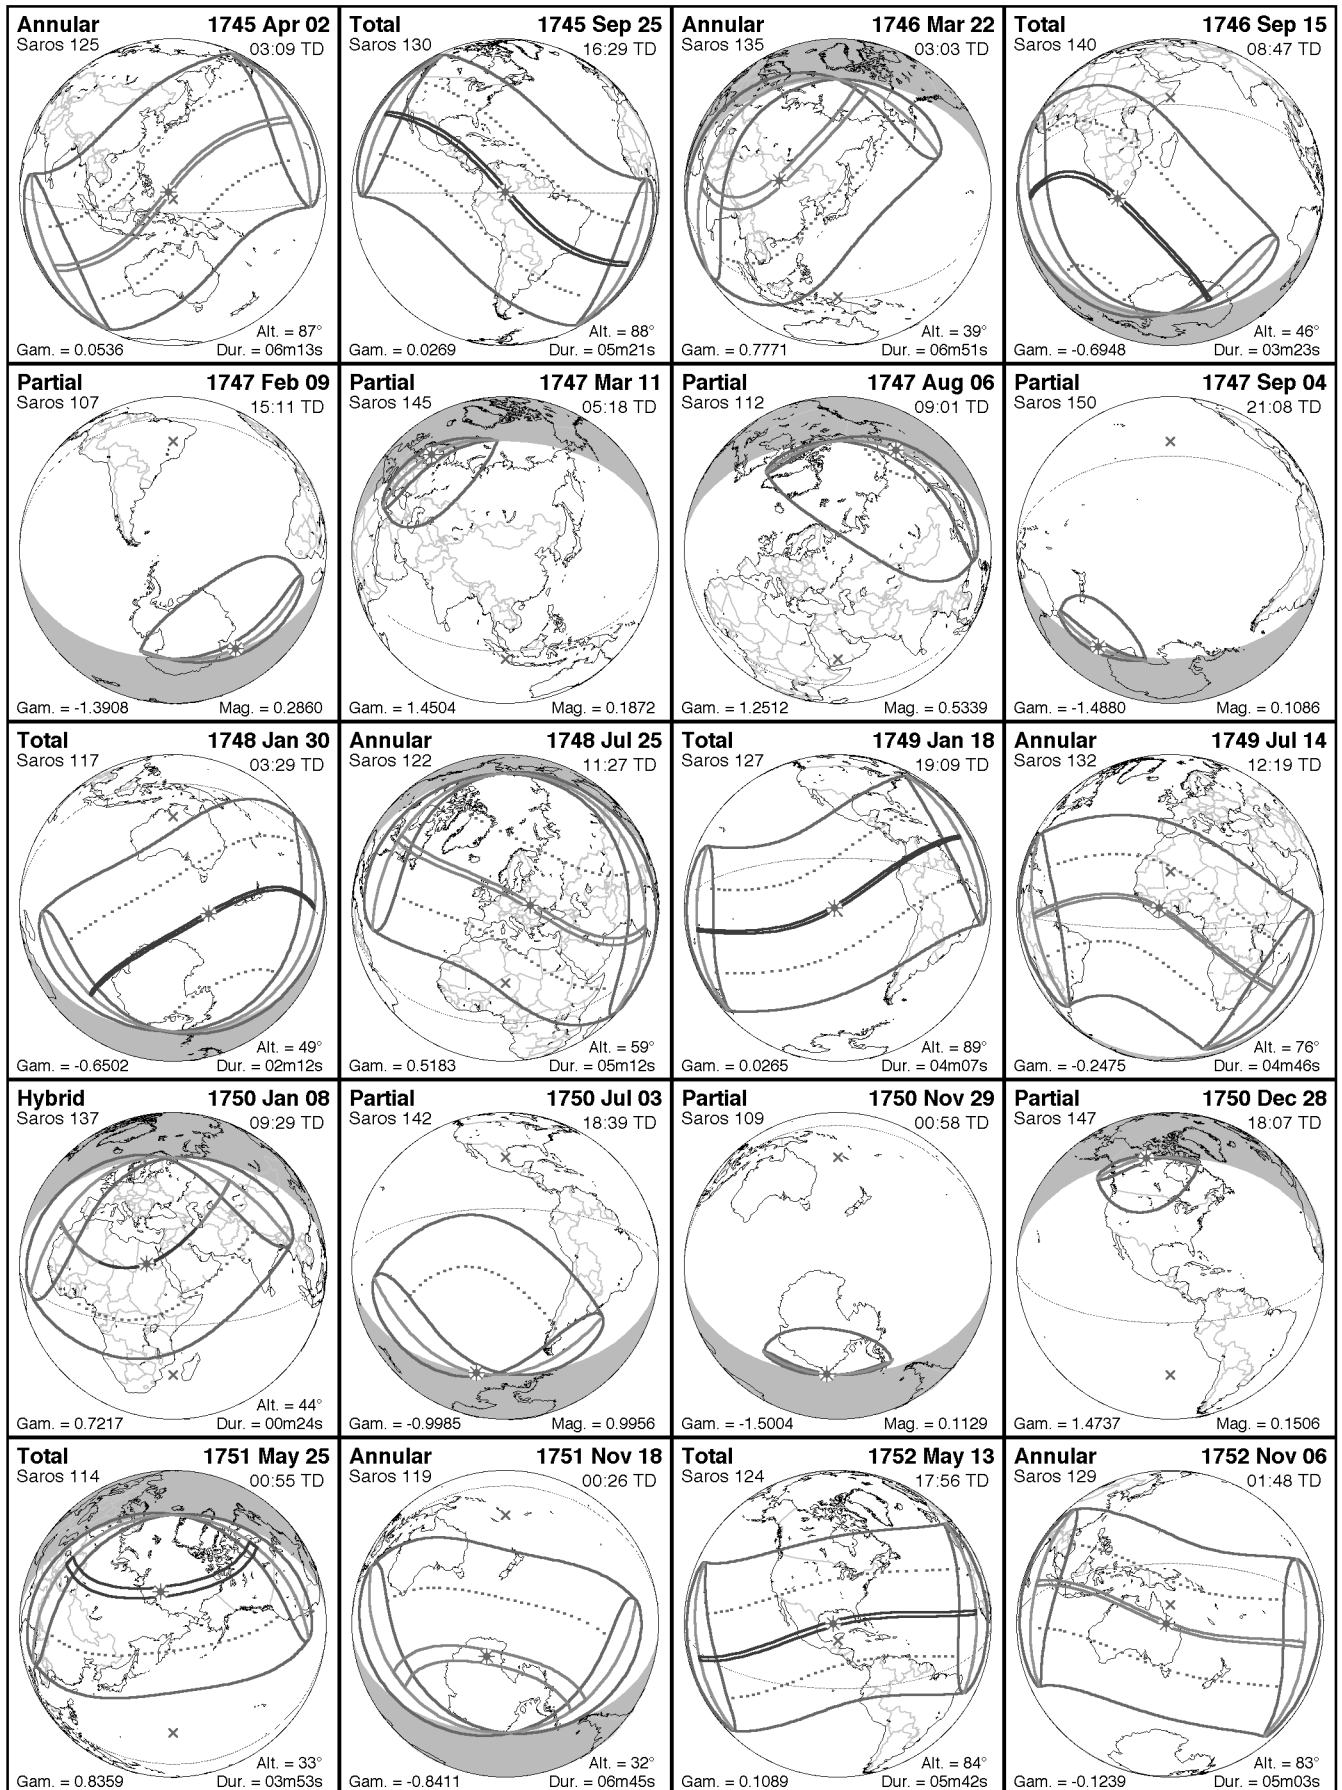 Annular 1745 Apr 02
Saros 125 03:09 TD
Alt. = 87°
Gam. = 0.0536 Dur. = 06m13s
Total 1745 Sep 25
Saros 130 16:29 TD
Alt. = 88°
Gam. = 0.0269 Dur. = 05m21s
Annular 1746 Mar 22
Saros 135 03:03 TD
Alt. = 39°
Gam. = 0.7771 Dur. = 06m51s
Total 1746 Sep 15
Saros 140 08:47 TD
Alt. = 46°
Gam. = -0.6948 Dur. = 03m23s
Partial 1747 Feb 09
Saros 107 15:11 TD
Gam. = -1.3908 Mag. = 0.2860
Partial 1747 Mar 11
Saros 145 05:18 TD
Gam. = 1.4504 Mag. = 0.1872
Partial 1747 Aug 06
Saros 112 09:01 TD
Gam. = 1.2512 Mag. = 0.5339
Partial 1747 Sep 04
Saros 150 21:08 TD
Gam. = -1.4880 Mag. = 0.1086
Total 1748 Jan 30
Saros 117 03:29 TD
Alt. = 49°
Gam. = -0.6502 Dur. = 02m12s
Annular 1748 Jul 25
Saros 122 11:27 TD
Alt. = 59°
Gam. = 0.5183 Dur. = 05m12s
Total 1749 Jan 18
Saros 127 19:09 TD
Alt. = 89°
Gam. = 0.0265 Dur. = 04m07s
Annular 1749 Jul 14
Saros 132 12:19 TD
Alt. = 76°
Gam. = -0.2475 Dur. = 04m46s
Hybrid 1750 Jan 08
Saros 137 09:29 TD
Alt. = 44°
Gam. = 0.7217 Dur. = 00m24s
Partial 1750 Jul 03
Saros 142 18:39 TD
Gam. = -0.9985 Mag. = 0.9956
Partial 1750 Nov 29
Saros 109 00:58 TD
Gam. = -1.5004 Mag. = 0.1129
Partial 1750 Dec 28
Saros 147 18:07 TD
Gam. = 1.4737 Mag. = 0.1506
Total 1751 May 25
Saros 114 00:55 TD
Alt. = 33°
Gam. = 0.8359 Dur. = 03m53s
Annular 1751 Nov 18
Saros 119 00:26 TD
Alt. = 32°
Gam. = -0.8411 Dur. = 06m45s
Total 1752 May 13
Saros 124 17:56 TD
Alt. = 84°
Gam. = 0.1089 Dur. = 05m42s
Annular 1752 Nov 06
Saros 129 01:48 TD
Alt. = 83°
Gam. = -0.1239 Dur. = 05m03s